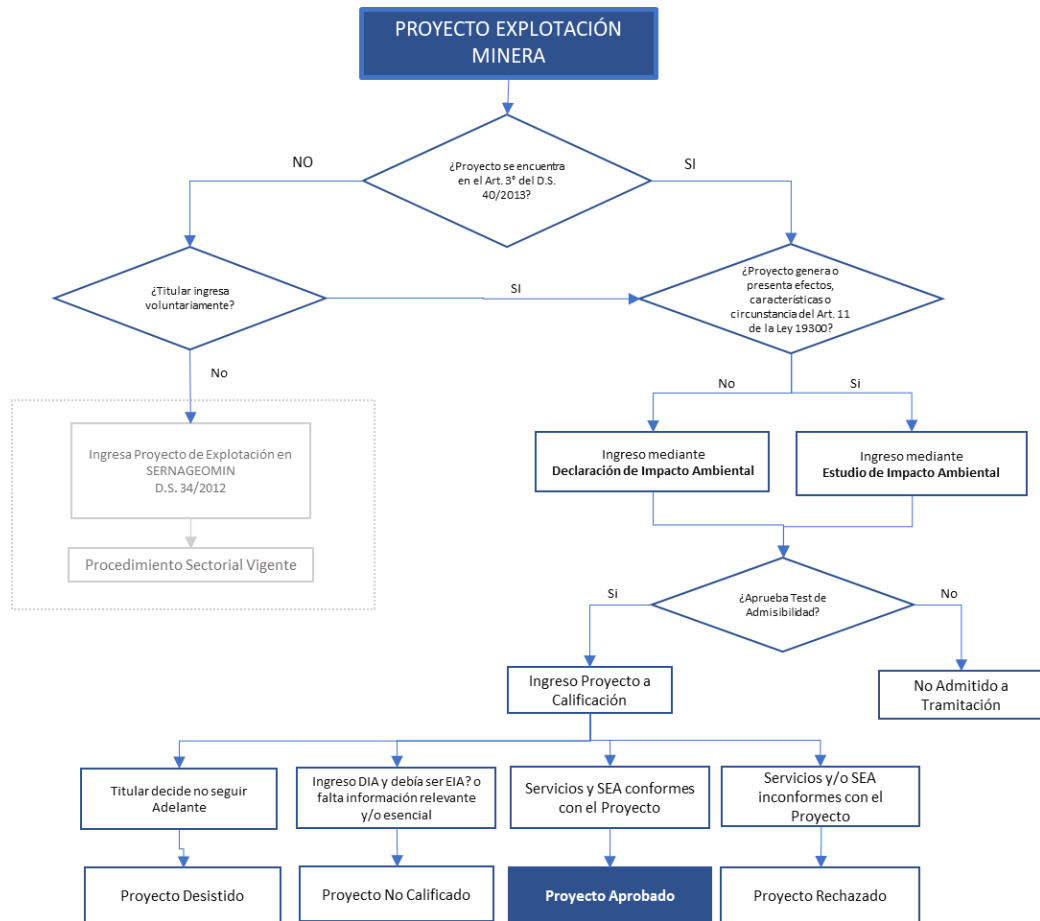 PROYECTO EXPLOTACIÓN
MINERA
¿Proyecto se encuentra
en el Art. 3° del D.S.
40/2013?
NO
SI
¿Titular ingresa
voluntariamente?
SI
¿Proyecto genera o
presenta efectos,
características o
circunstancia del Art. 11
de la Ley 19300?
No
No
Si
Ingresa Proyecto de Explotación en
SERNAGEOMIN
D.S. 34/2012
Procedimiento Sectorial Vigente
Ingreso mediante
Declaración de Impacto Ambiental
Ingreso mediante
Estudio de Impacto Ambiental
¿Aprueba Test de
Admisibilidad?
Si
No
Ingreso Proyecto a
Calificación
No Admitido a
Tramitación
Titular decide no seguir
Adelante
Ingreso DIA y debía ser EIA? o
falta información relevante
y/o esencial
Servicios y SEA conformes
con el Proyecto
Servicios y/o SEA
inconformes con el
Proyecto
Proyecto Desistido
Proyecto No Calificado
Proyecto Aprobado
Proyecto Rechazado